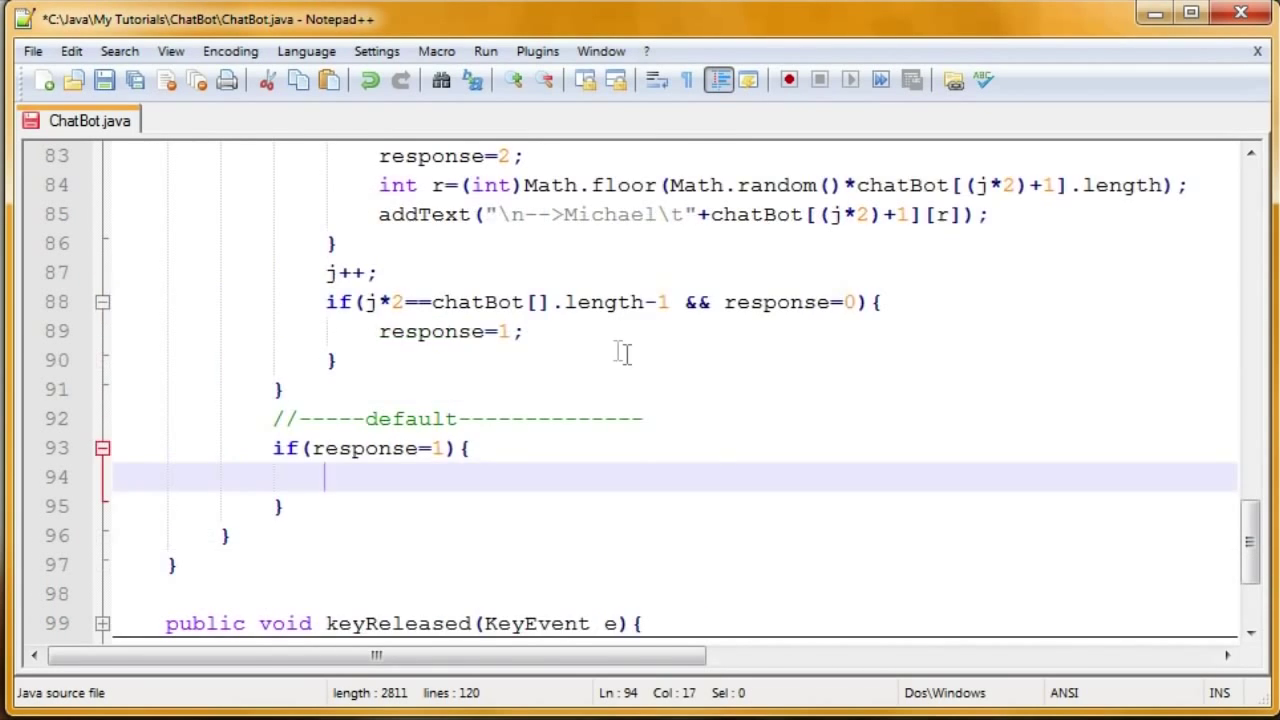 *C:\Java\My Tutorials\ChatBot\ChatBot.java - Notepad++
File Edit Search View Encoding Language Settings Macro Run Plugins Window ? X
ChatBot.java
83 response=2;
84 int r=(int)Math.floor(Math.random()*chatBot[(j*2)+1].length);
85 addText("\n-->Michael\t"+chatBot[(j*2)+1][r]);
86 }
87 j++;
88 if(j*2==chatBot[].length-1 && response=0){
89 response=1;
90 }
91 }
92 //-----default--------------
93 if(response=1){
94
95 }
96 }
97 }
98
99 public void keyReleased(KeyEvent e){
Java source file length : 2811 lines : 120 Ln : 94 Col : 17 Sel : 0 Dos\Windows ANSI INS